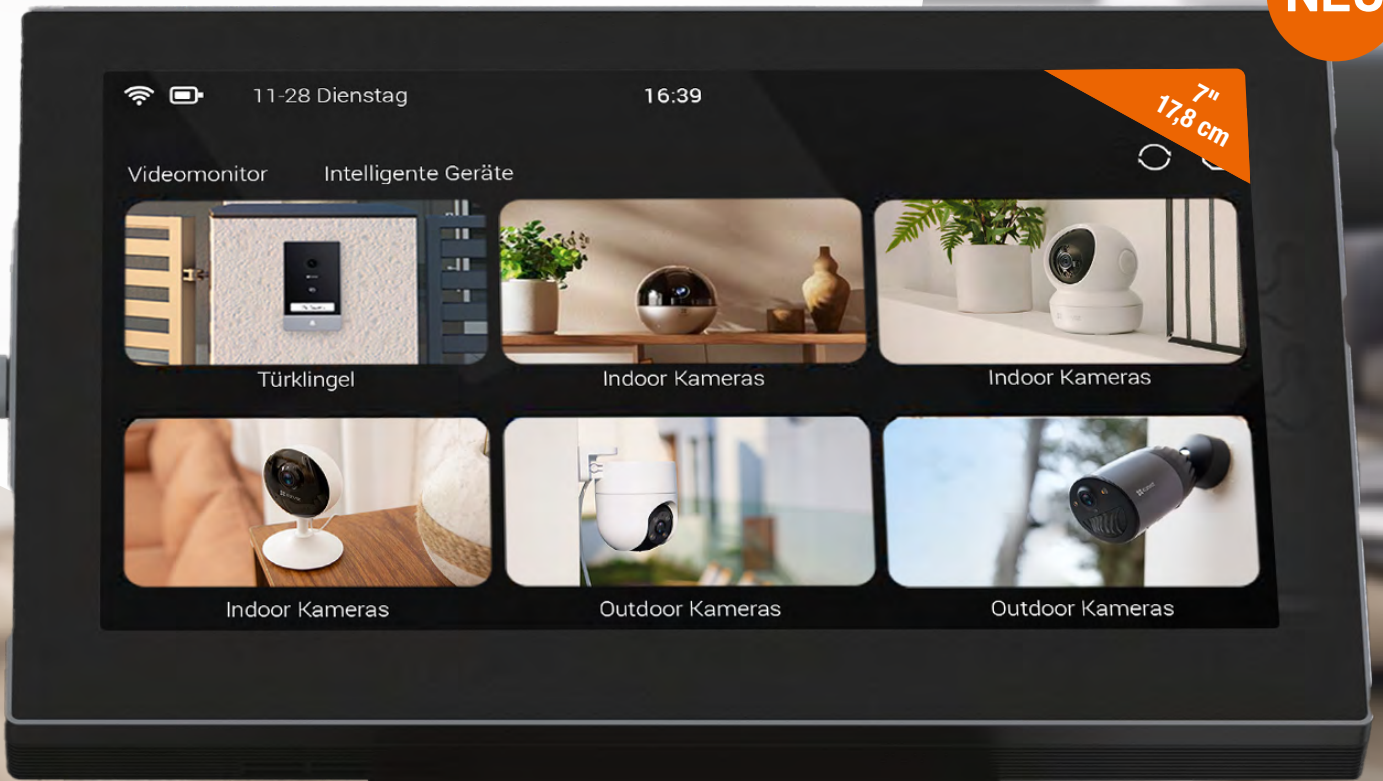 NEU
11-28 Dienstag
16:39
7"
17,8 cm
Videomonitor
Intelligente Geräte
Türklingel
Indoor Kameras
Indoor Kameras
Indoor Kameras
Outdoor Kameras
Outdoor Kameras